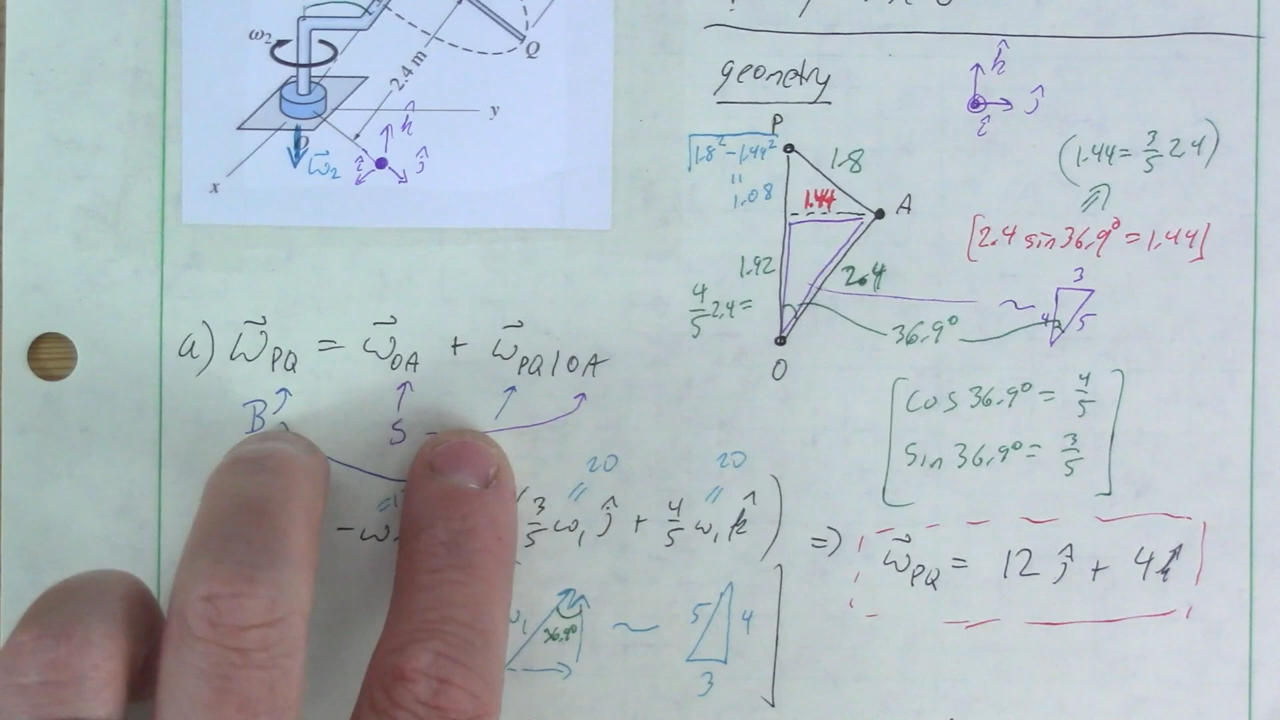 ω₂
Q
2.4 m
y
x
ω⃗₂
k̂
î
ĵ
geometry
k̂
ĵ
î
P
√1.8² - 1.44²
"
1.08
1.8
1.44
A
(1.44 = 3/5 2.4)
[2.4 sin 36.9° = 1.44]
1.92
4/5 2.4 =
2.4
36.9°
O
~
3
4
5
a) ω⃗PQ = ω⃗OA + ω⃗PQ/OA
B
S
20
20
3/5 ω₁ ĵ + 4/5 ω₁ k̂ )
[cos 36.9° = 4/5
sin 36.9° = 3/5]
=> ω⃗PQ = 12 ĵ + 4 k̂
36.9°
~
5
4
3
]